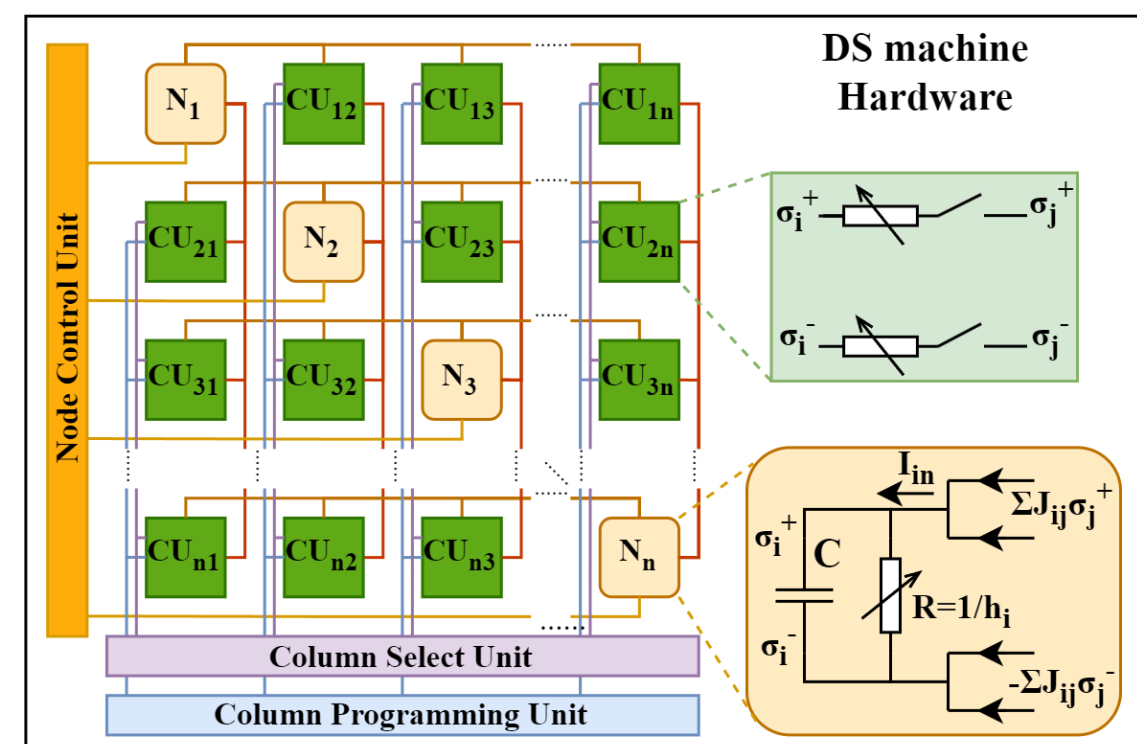 DS machine
Hardware
Node Control Unit
N₁ CU₁₂ CU₁₃ ...... CU₁ₙ
CU₂₁ N₂ CU₂₃ ...... CU₂ₙ
CU₃₁ CU₃₂ N₃ ...... CU₃ₙ
CUₙ₁ CUₙ₂ CUₙ₃ ...... Nₙ
σᵢ⁺ σⱼ⁺
σᵢ⁻ σⱼ⁻
Iᵢₙ
ΣJᵢⱼσⱼ⁺
σᵢ⁺ C
R=1/hᵢ
σᵢ⁻
-ΣJᵢⱼσⱼ⁻
Column Select Unit
Column Programming Unit